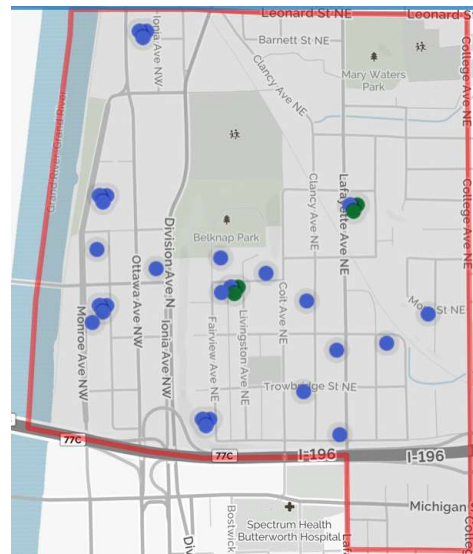 Leonard St NE
Leonard S
Barnett St NE
Ionia Ave NW
Clancy Ave NE
Mary Waters
Park
College Ave NE
Clancy Ave NE
Lafayette Ave NE
College Ave NE
Belknap Park
Division Ave N
Ottawa Ave NW
Monroe Ave NW
Ionia Ave NW
Fairview Ave NE
Livingston Ave NE
Coit Ave NE
St NE
Trowbridge St NE
77C
77C
I-196
I-196
Michigan S
Bostwick
Spectrum Health
Butterworth Hospital
Div
Laf
Colle